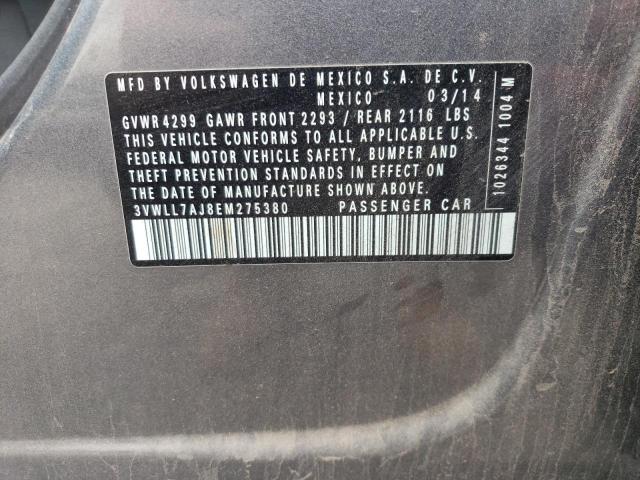 MFD BY VOLKSWAGEN DE MEXICO S.A. DE C.V.
MEXICO 03/14
GVWR 4299 GAWR FRONT 2293 / REAR 2116 LBS
THIS VEHICLE CONFORMS TO ALL APPLICABLE U.S.
FEDERAL MOTOR VEHICLE SAFETY, BUMPER AND
THEFT PREVENTION STANDARDS IN EFFECT ON
THE DATE OF MANUFACTURE SHOWN ABOVE.
3VWLL7AJ8EM275380 PASSENGER CAR
1026344 1004 M